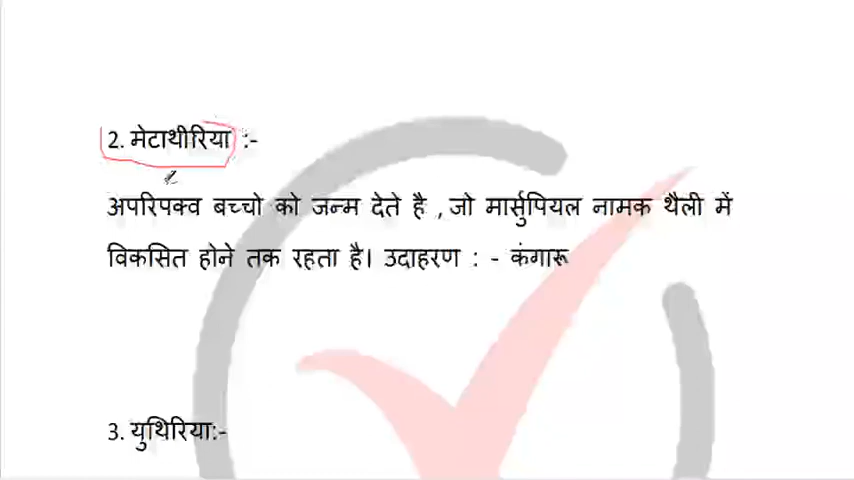 2. मेटाथीरिया :-
अपरिपक्व बच्चो को जन्म देते है , जो मार्सुपियल नामक थैली में
विकसित होने तक रहता है। उदाहरण : - कंगारू
3. युथिरिया:-